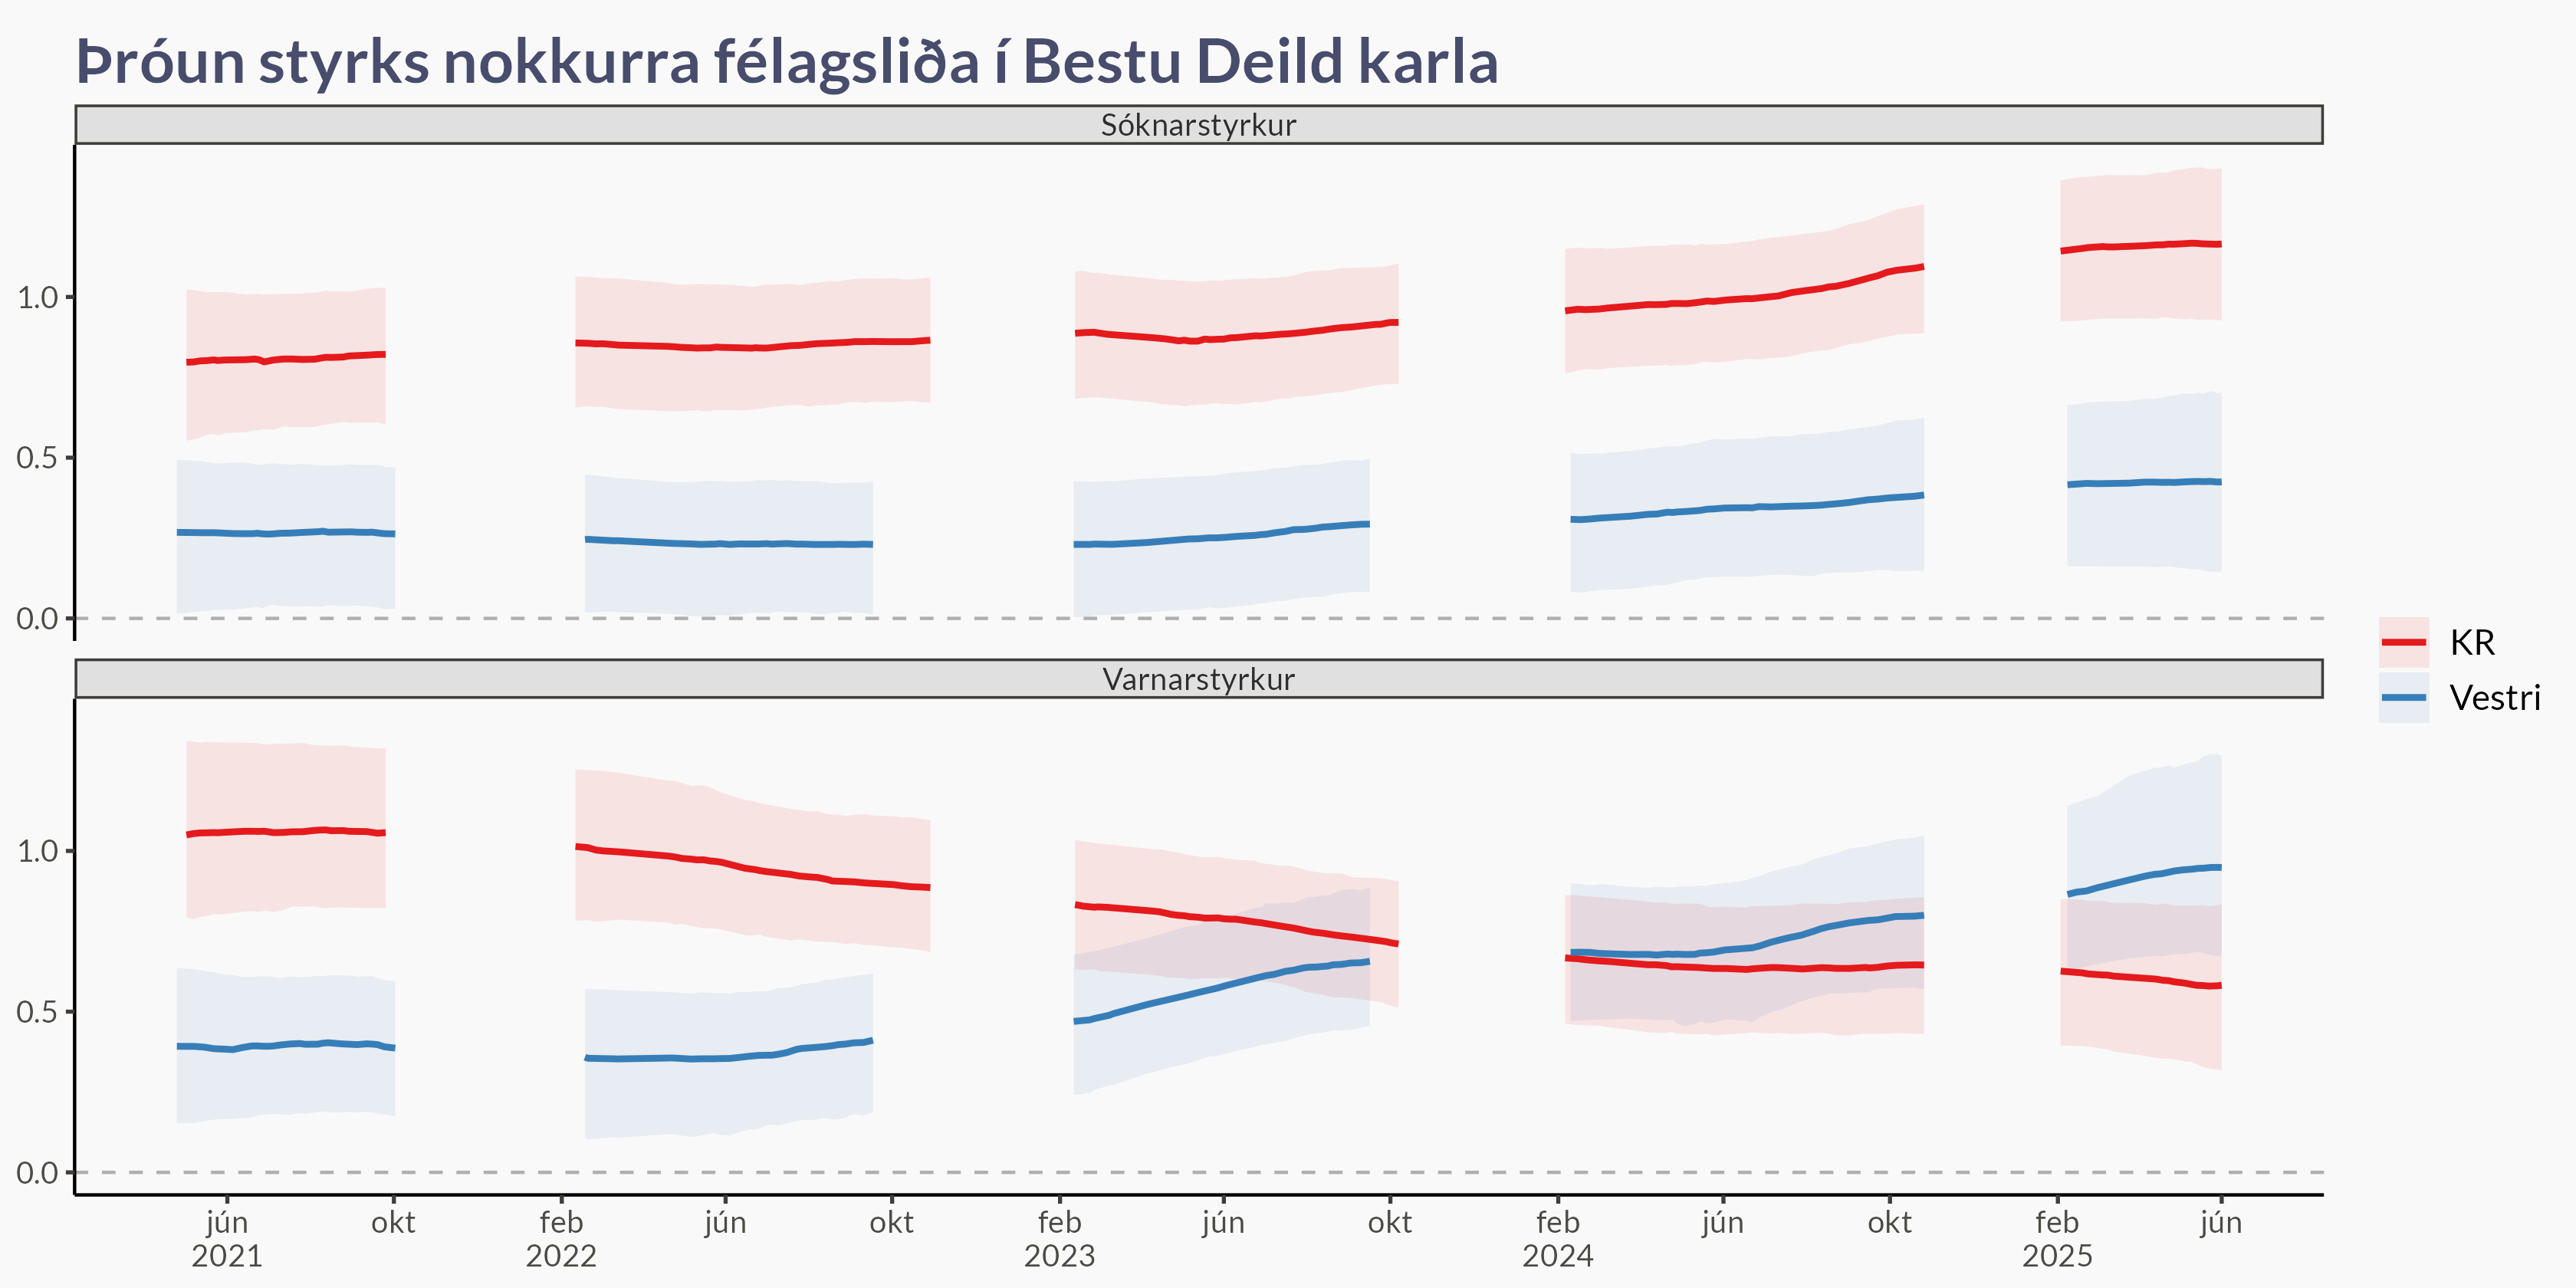 Þróun styrks nokkurra félagsliða í Bestu Deild karla
Sóknarstyrkur
1.0
0.5
0.0
KR
Vestri
Varnarstyrkur
1.0
0.5
0.0
jún okt feb jún okt feb jún okt feb jún okt feb jún
2021 2022 2023 2024 2025